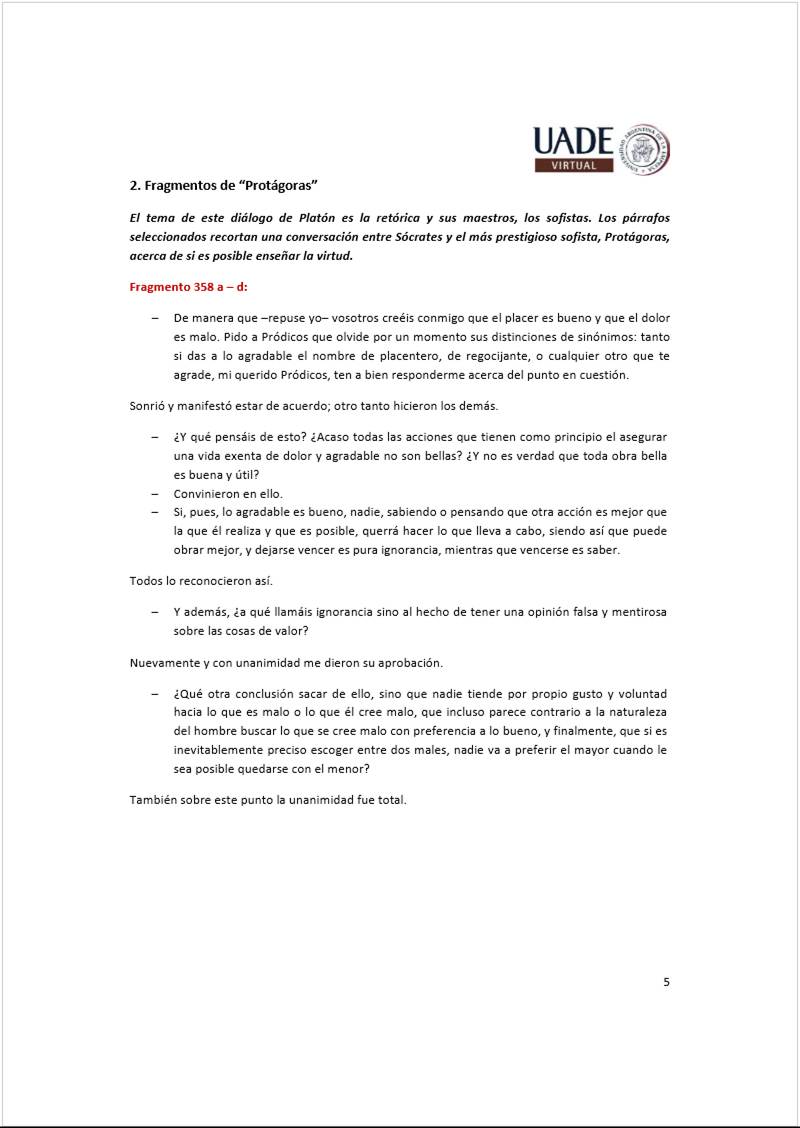 UADE
VIRTUAL
2. Fragmentos de “Protágoras”
El tema de este diálogo de Platón es la retórica y sus maestros, los sofistas. Los párrafos
seleccionados recortan una conversación entre Sócrates y el más prestigioso sofista, Protágoras,
acerca de si es posible enseñar la virtud.
Fragmento 358 a – d:
– De manera que –repuse yo– vosotros creéis conmigo que el placer es bueno y que el dolor
es malo. Pido a Pródicos que olvide por un momento sus distinciones de sinónimos: tanto
si das a lo agradable el nombre de placentero, de regocijante, o cualquier otro que te
agrade, mi querido Pródicos, ten a bien responderme acerca del punto en cuestión.
Sonrió y manifestó estar de acuerdo; otro tanto hicieron los demás.
– ¿Y qué pensáis de esto? ¿Acaso todas las acciones que tienen como principio el asegurar
una vida exenta de dolor y agradable no son bellas? ¿Y no es verdad que toda obra bella
es buena y útil?
– Convinieron en ello.
– Si, pues, lo agradable es bueno, nadie, sabiendo o pensando que otra acción es mejor que
la que él realiza y que es posible, querrá hacer lo que lleva a cabo, siendo así que puede
obrar mejor, y dejarse vencer es pura ignorancia, mientras que vencerse es saber.
Todos lo reconocieron así.
– Y además, ¿a qué llamáis ignorancia sino al hecho de tener una opinión falsa y mentirosa
sobre las cosas de valor?
Nuevamente y con unanimidad me dieron su aprobación.
– ¿Qué otra conclusión sacar de ello, sino que nadie tiende por propio gusto y voluntad
hacia lo que es malo o lo que él cree malo, que incluso parece contrario a la naturaleza
del hombre buscar lo que se cree malo con preferencia a lo bueno, y finalmente, que si es
inevitablemente preciso escoger entre dos males, nadie va a preferir el mayor cuando le
sea posible quedarse con el menor?
También sobre este punto la unanimidad fue total.
5